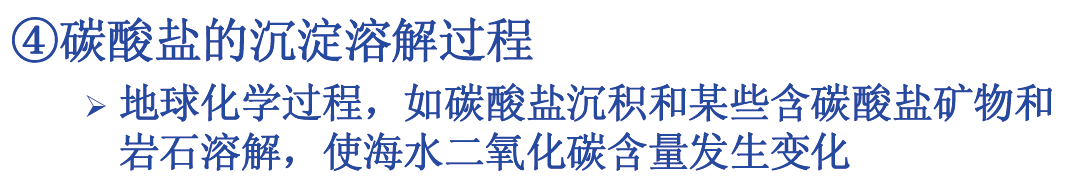 ④碳酸盐的沉淀溶解过程
➢ 地球化学过程，如碳酸盐沉积和某些含碳酸盐矿物和
岩石溶解，使海水二氧化碳含量发生变化